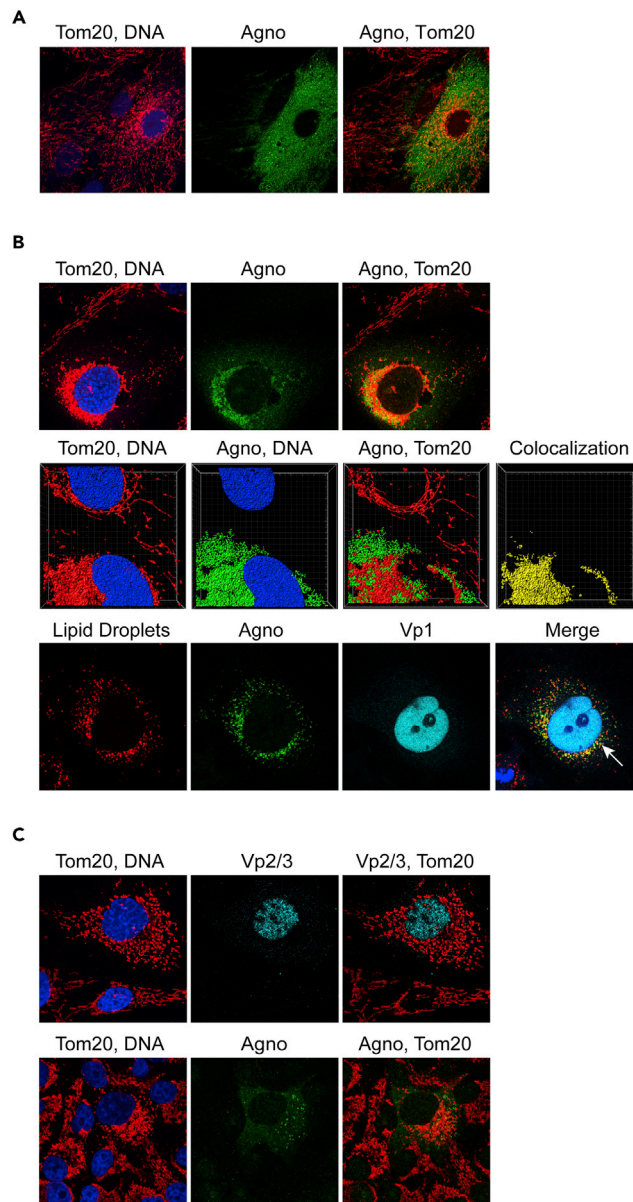 A
Tom20, DNA Agno Agno, Tom20
B
Tom20, DNA Agno Agno, Tom20
Tom20, DNA Agno, DNA Agno, Tom20 Colocalization
Lipid Droplets Agno Vp1 Merge
C
Tom20, DNA Vp2/3 Vp2/3, Tom20
Tom20, DNA Agno Agno, Tom20